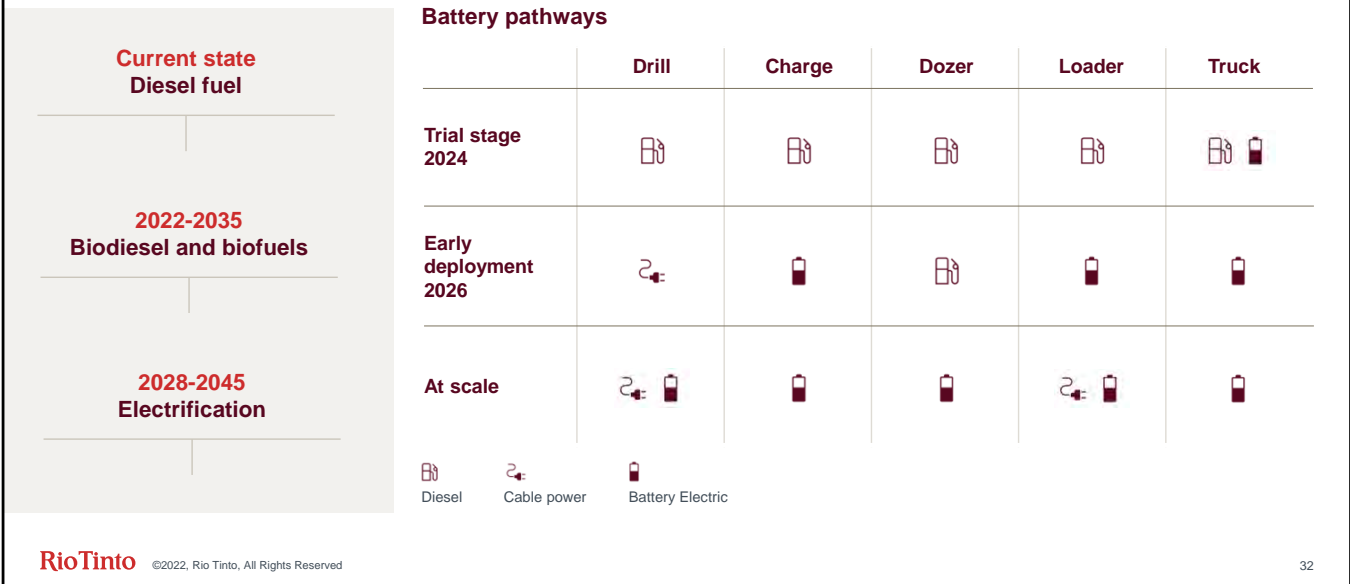 Current state
Diesel fuel
2022-2035
Biodiesel and biofuels
2028-2045
Electrification
Battery pathways
Drill Charge Dozer Loader Truck
Trial stage
2024
Early
deployment
2026
At scale
Diesel Cable power Battery Electric
RioTinto ©2022, Rio Tinto, All Rights Reserved 32